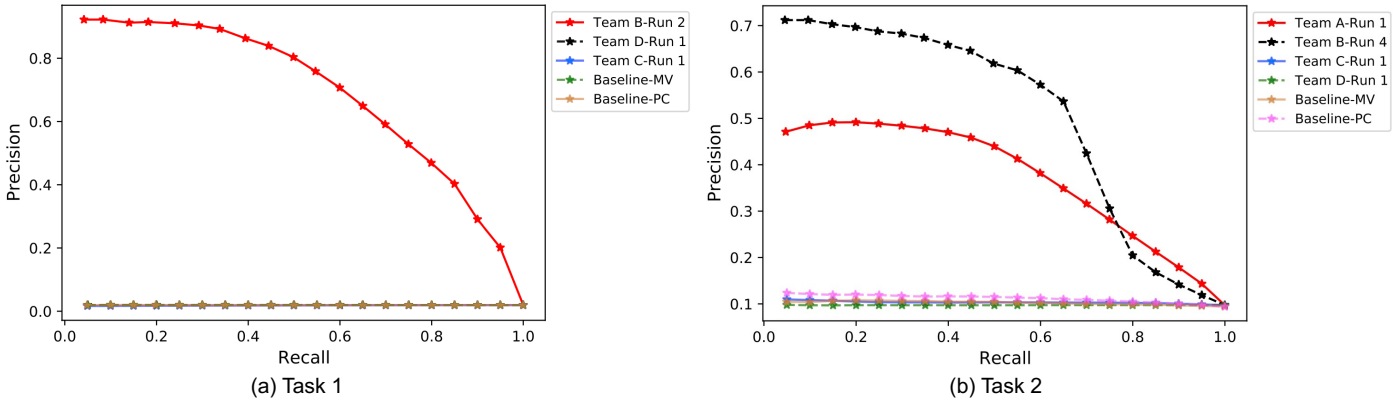 Precision
0.8
0.6
0.4
0.2
0.0
0.0
0.2
0.4
0.6
0.8
1.0
Recall
Team B-Run 2
Team D-Run 1
Team C-Run 1
Baseline-MV
Baseline-PC
(a) Task 1
Precision
0.7
0.6
0.5
0.4
0.3
0.2
0.1
0.0
0.2
0.4
0.6
0.8
1.0
Recall
Team A-Run 1
Team B-Run 4
Team C-Run 1
Team D-Run 1
Baseline-MV
Baseline-PC
(b) Task 2